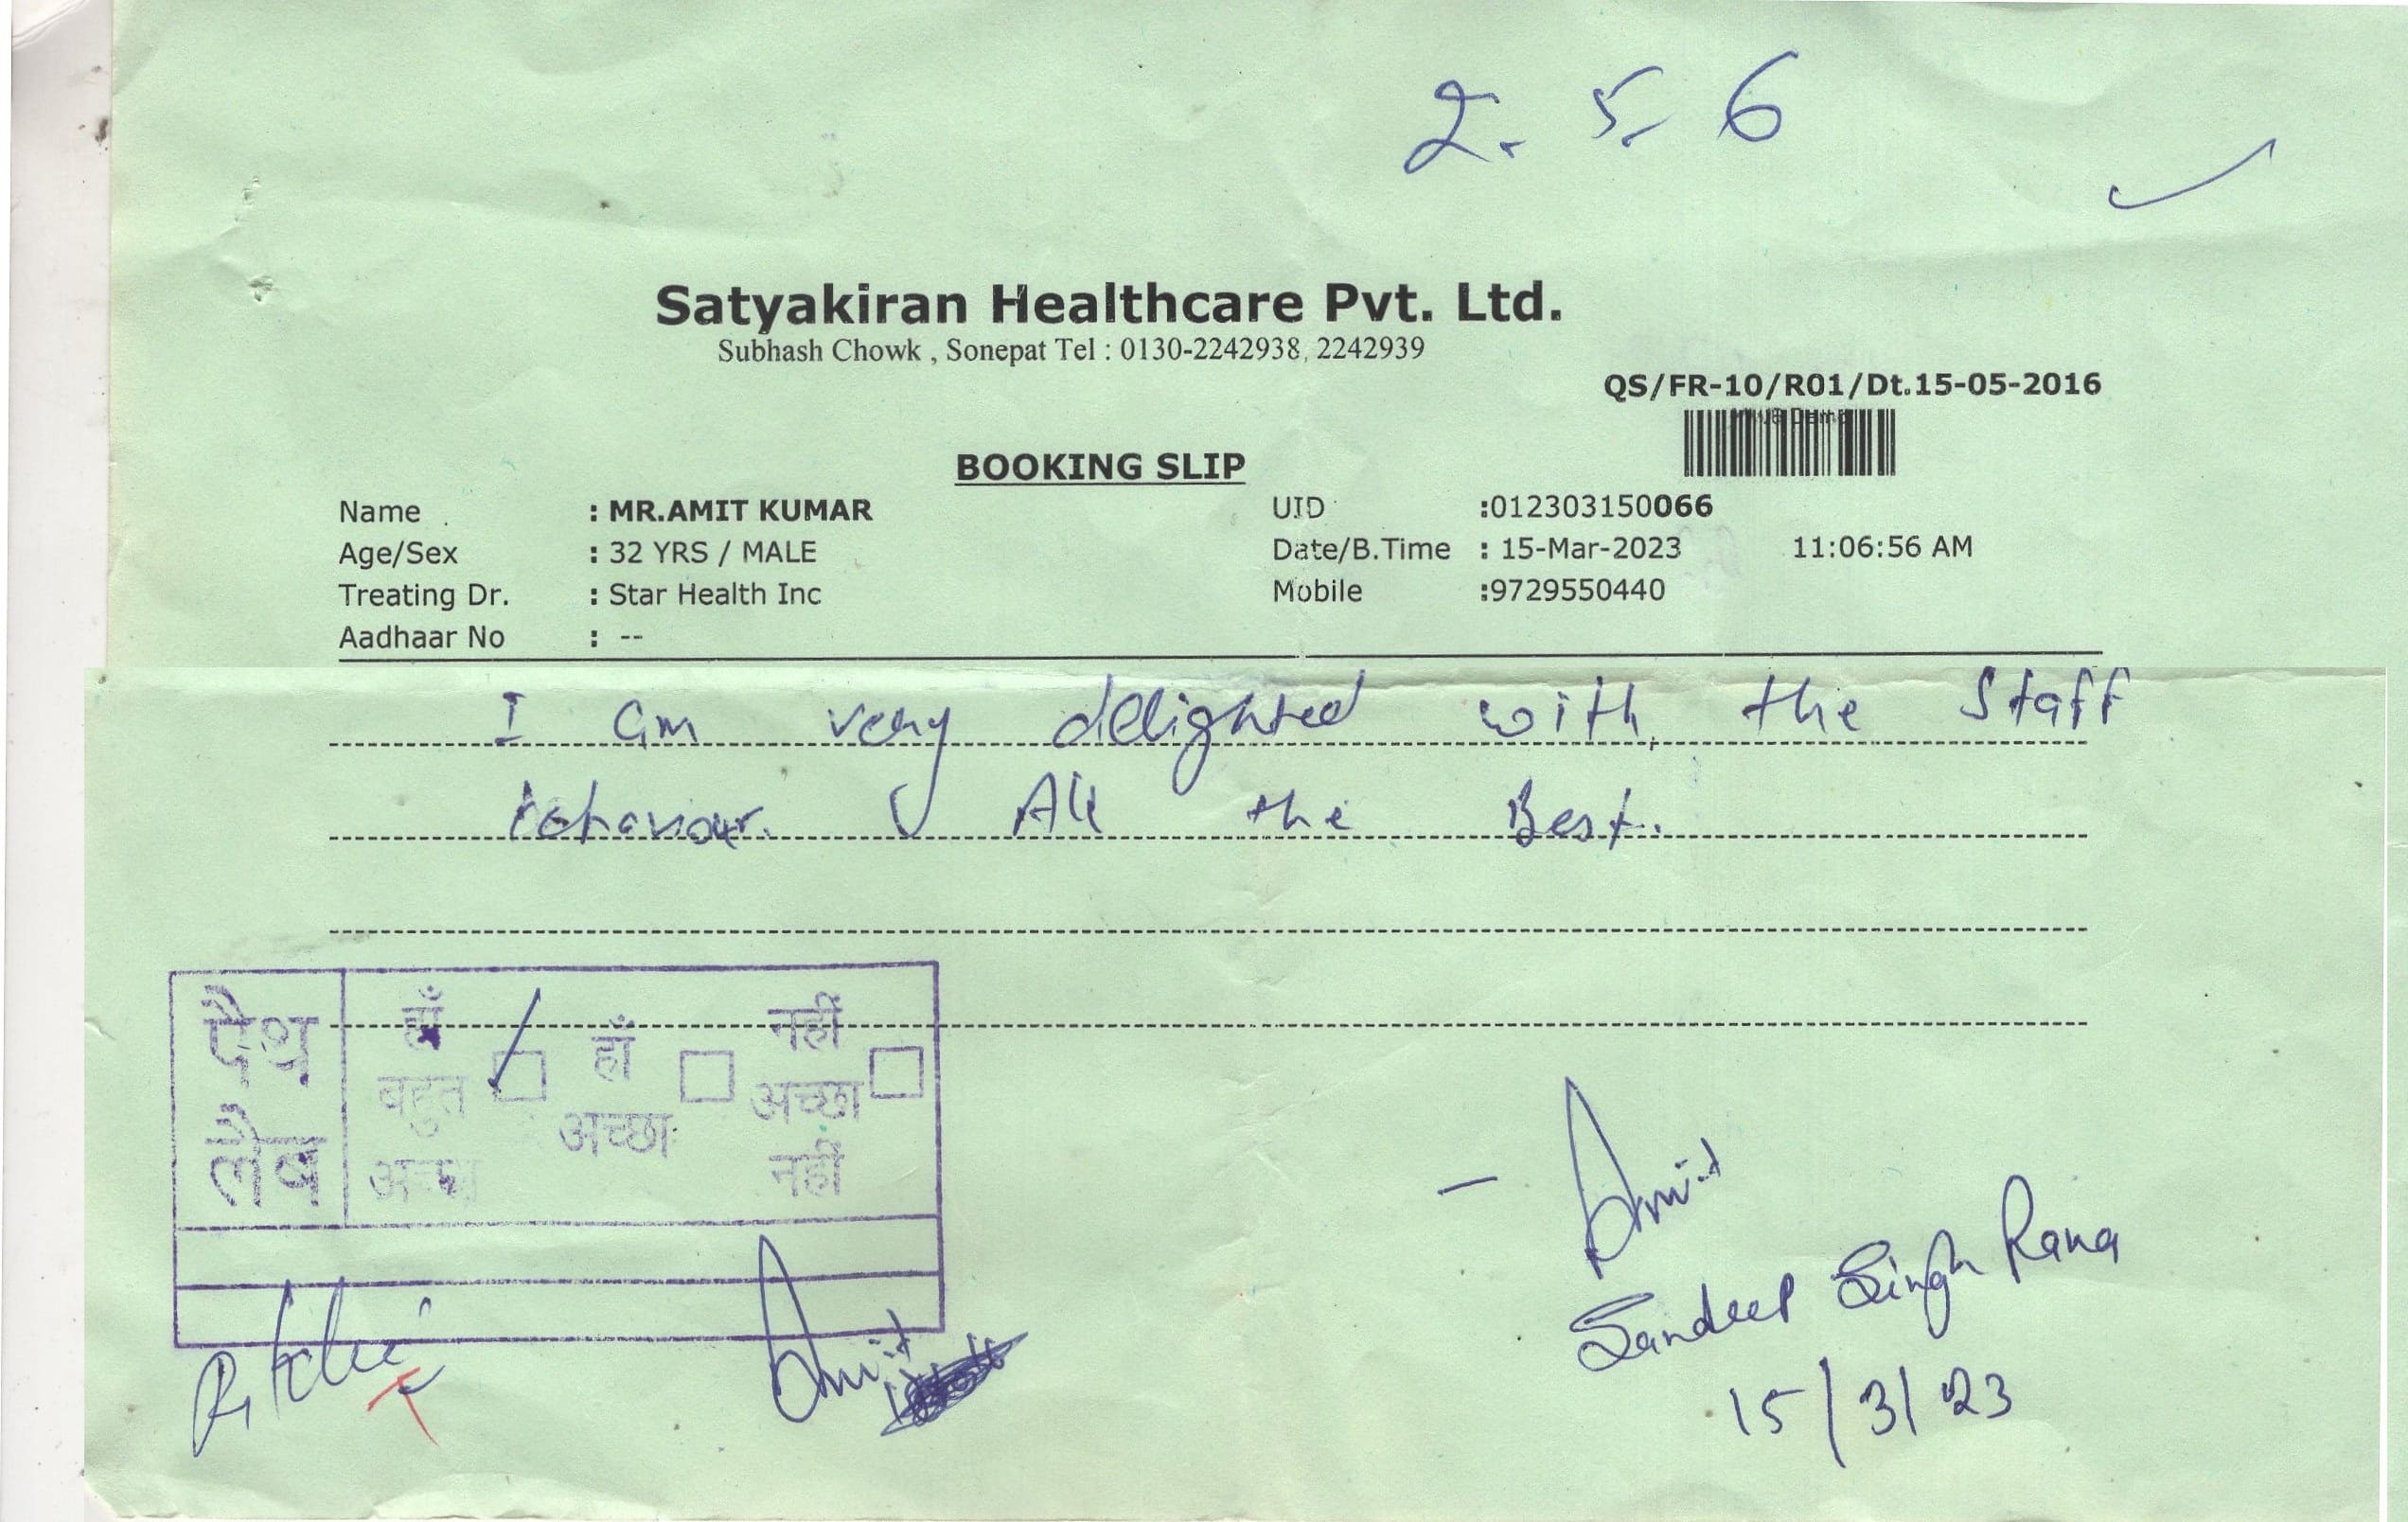 2. 5. 6
Satyakiran Healthcare Pvt. Ltd.
Subhash Chowk , Sonepat Tel : 0130-2242938, 2242939
QS/FR-10/R01/Dt.15-05-2016
BOOKING SLIP
Name : MR.AMIT KUMAR UID :012303150066
Age/Sex : 32 YRS / MALE Date/B.Time : 15-Mar-2023 11:06:56 AM
Treating Dr. : Star Health Inc Mobile :9729550440
Aadhaar No : --
I am very delighted with the Staff
behaviour. All the Best.
पैथ लैब
हाँ बहुत अच्छा
हाँ अच्छा
नहीं अच्छा नहीं
Amit
Amit
Sandeep Singh Rana
15/3/23